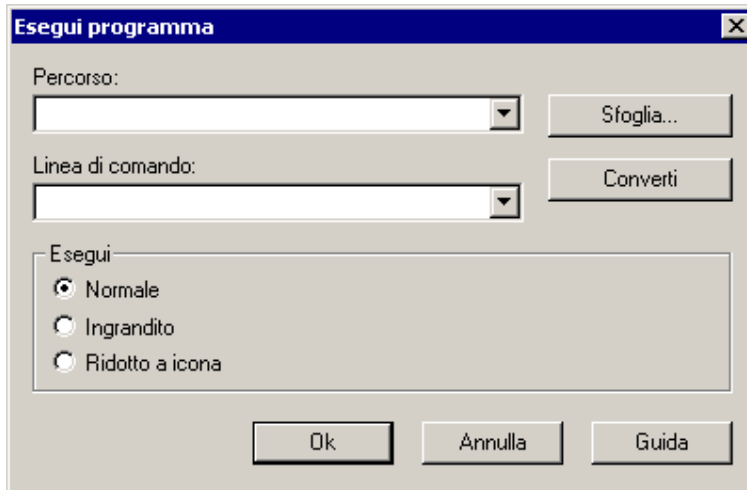 Esegui programma
Percorso:
Sfoglia...
Linea di comando:
Converti
Esegui
Normale
Ingrandito
Ridotto a icona
Ok
Annulla
Guida